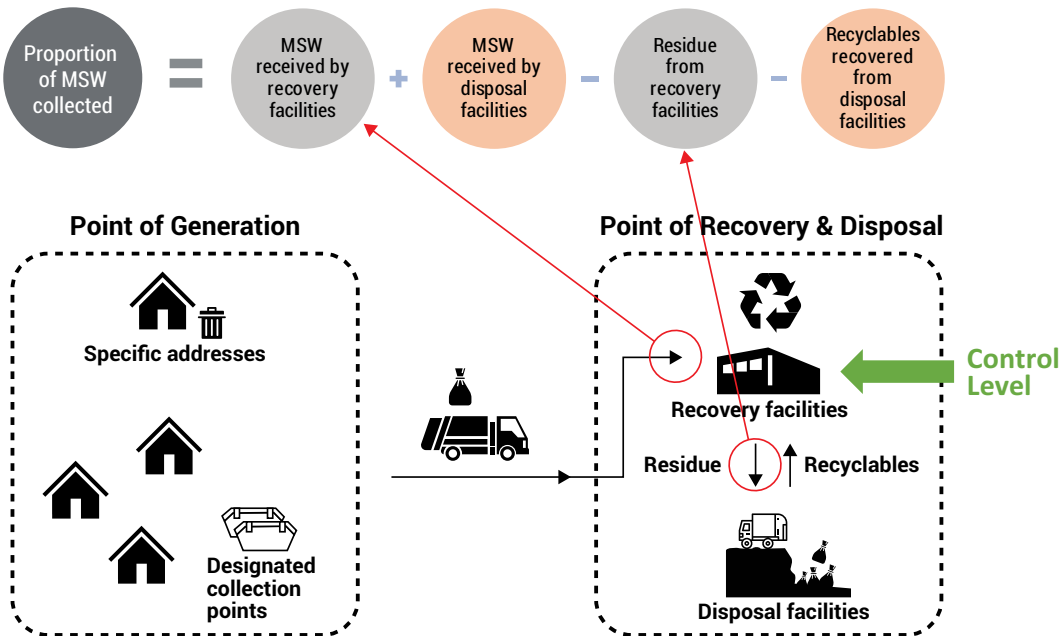 Proportion
of MSW
collected
=
MSW
received by
recovery
facilities
+
MSW
received by
disposal
facilities
-
Residue
from
recovery
facilities
-
Recyclables
recovered
from
disposal
facilities
Point of Generation
Point of Recovery & Disposal
Specific addresses
Designated
collection
points
Recovery facilities
Control
Level
Residue
Recyclables
Disposal facilities